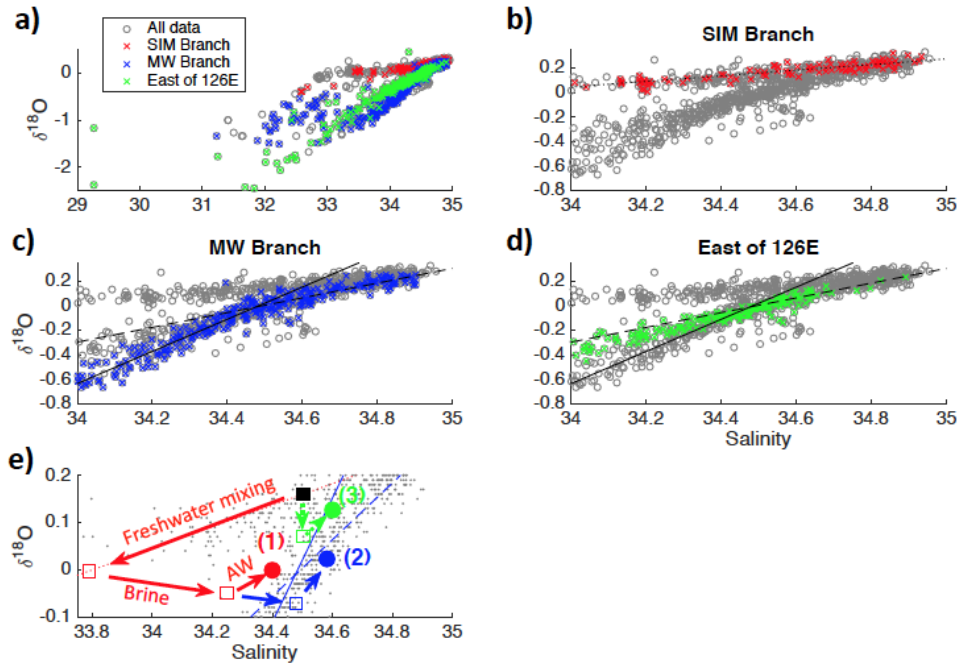 a)
All data
SIM Branch
MW Branch
East of 126E
0
-1
-2
δ18O
29 30 31 32 33 34 35
b)
SIM Branch
0.2
0
-0.2
-0.4
-0.6
-0.8
34 34.2 34.4 34.6 34.8 35
c)
MW Branch
0.2
0
-0.2
-0.4
-0.6
-0.8
δ18O
34 34.2 34.4 34.6 34.8 35
d)
East of 126E
0.2
0
-0.2
-0.4
-0.6
-0.8
34 34.2 34.4 34.6 34.8 35
Salinity
e)
0.2
0.1
0
-0.1
δ18O
Freshwater mixing
(3)
(1)
(2)
AW
Brine
33.8 34 34.2 34.4 34.6 34.8 35
Salinity